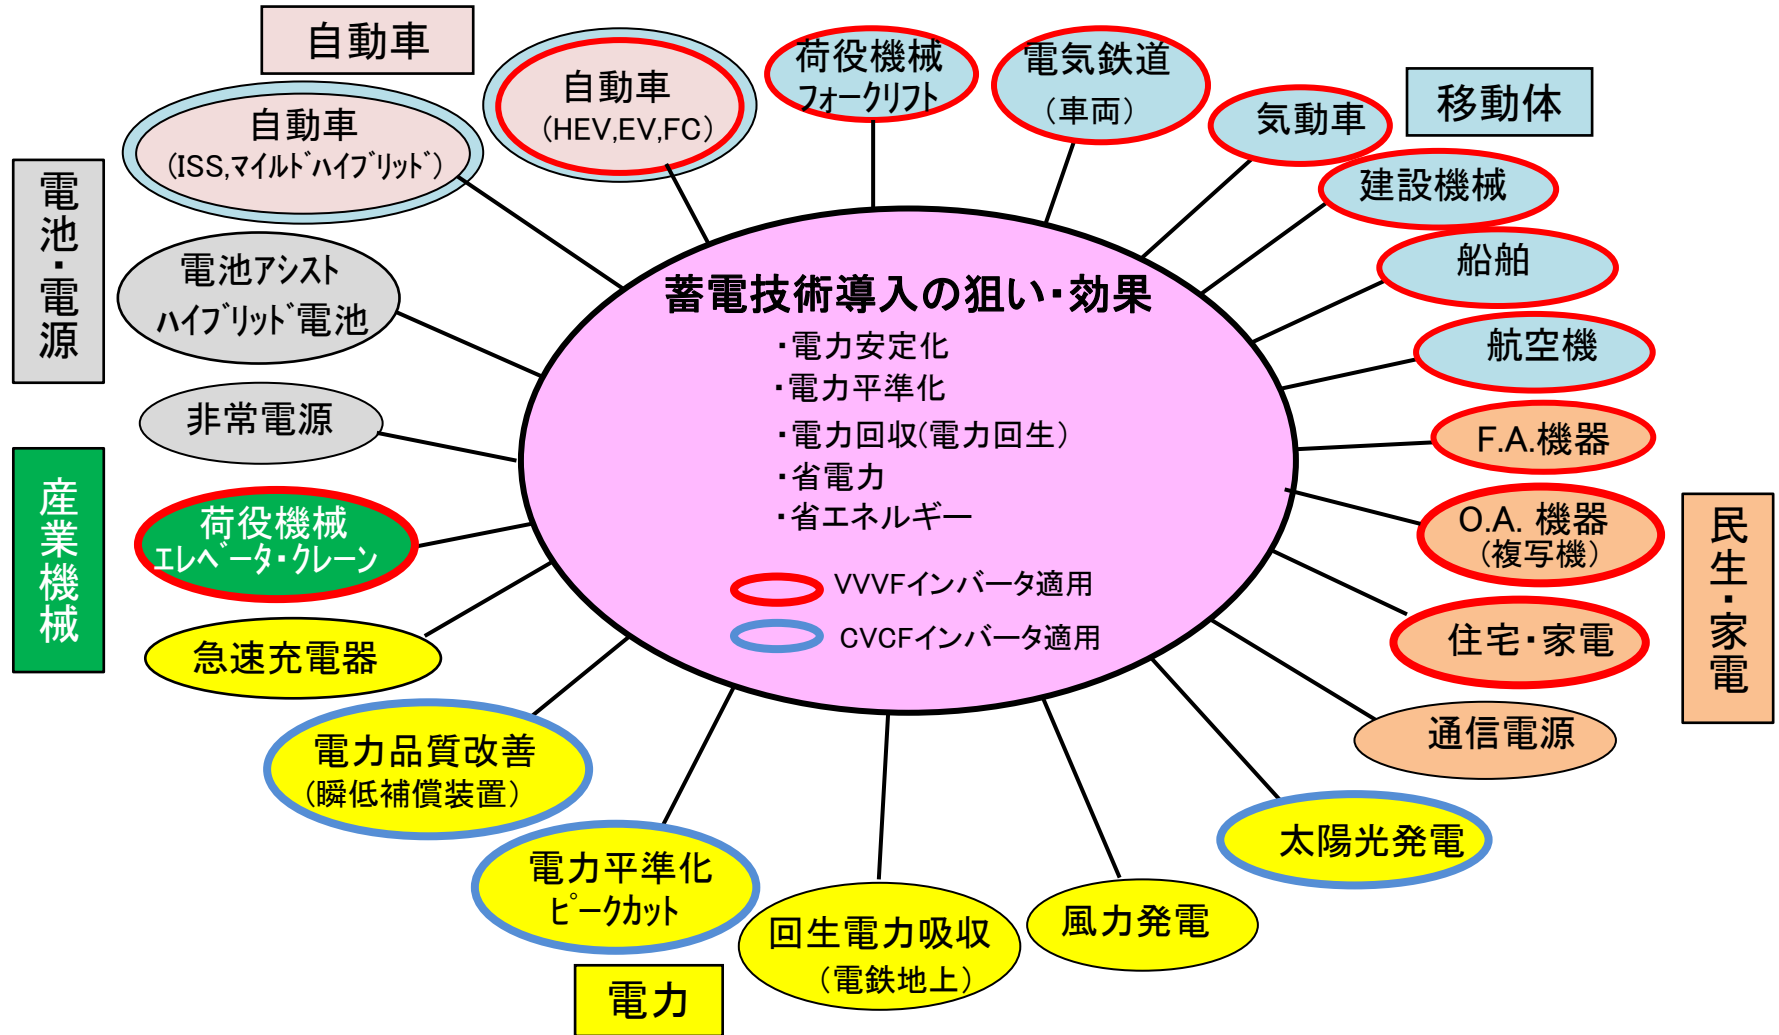 自動車
自動車
(ISS,マイルドハイブリッド)
自動車
(HEV,EV,FC)
荷役機械
フォークリフト
電気鉄道
(車両)
気動車
移動体
建設機械
船舶
航空機
電池・電源
電池アシスト
ハイブリッド電池
非常電源
蓄電技術導入の狙い・効果
・電力安定化
・電力平準化
・電力回収(電力回生)
・省電力
・省エネルギー
VVVFインバータ適用
CVCFインバータ適用
F.A.機器
O.A. 機器
(複写機)
住宅・家電
通信電源
民生・家電
産業機械
荷役機械
エレベータ・クレーン
急速充電器
電力品質改善
(瞬低補償装置)
電力平準化
ピークカット
電力
回生電力吸収
(電鉄地上)
風力発電
太陽光発電